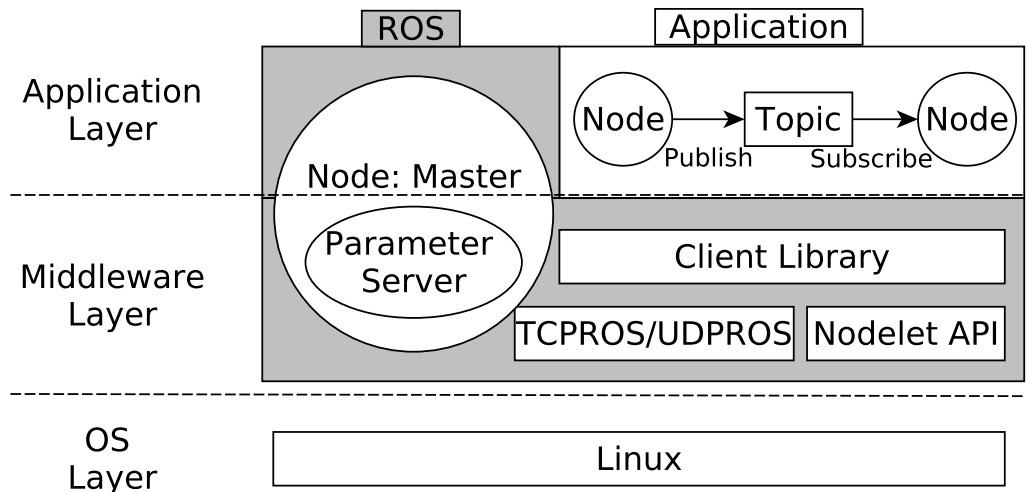 ROS
Application
Application
Layer
Node
Topic
Node
Publish
Subscribe
Node: Master
Parameter
Server
Middleware
Layer
Client Library
TCPROS/UDPROS
Nodelet API
OS
Layer
Linux